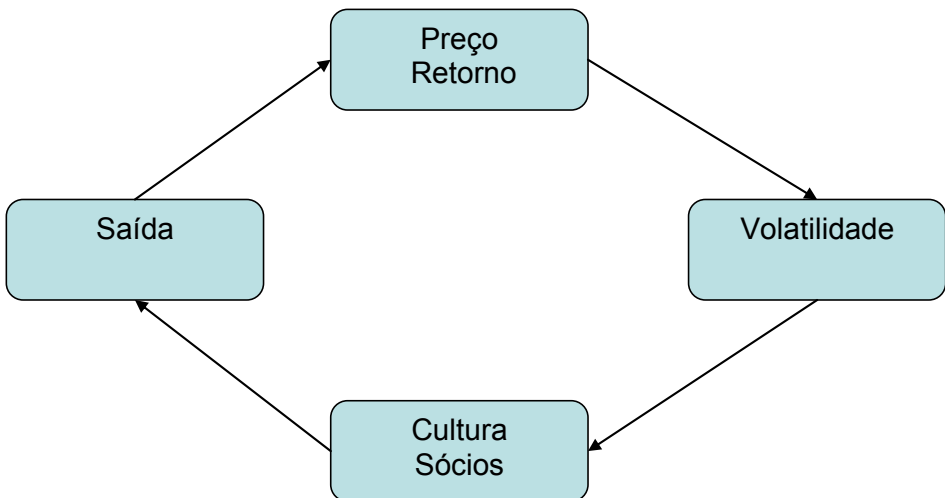 Preço
Retorno
Saída
Volatilidade
Cultura
Sócios